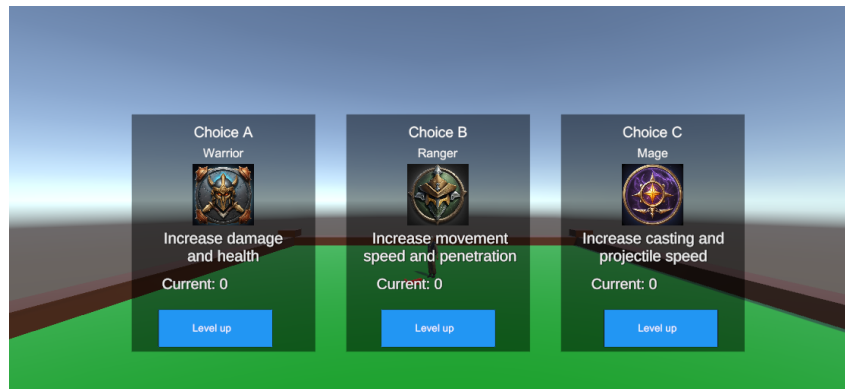 Choice A
Warrior
Increase damage
and health
Current: 0
Level up
Choice B
Ranger
Increase movement
speed and penetration
Current: 0
Level up
Choice C
Mage
Increase casting and
projectile speed
Current: 0
Level up